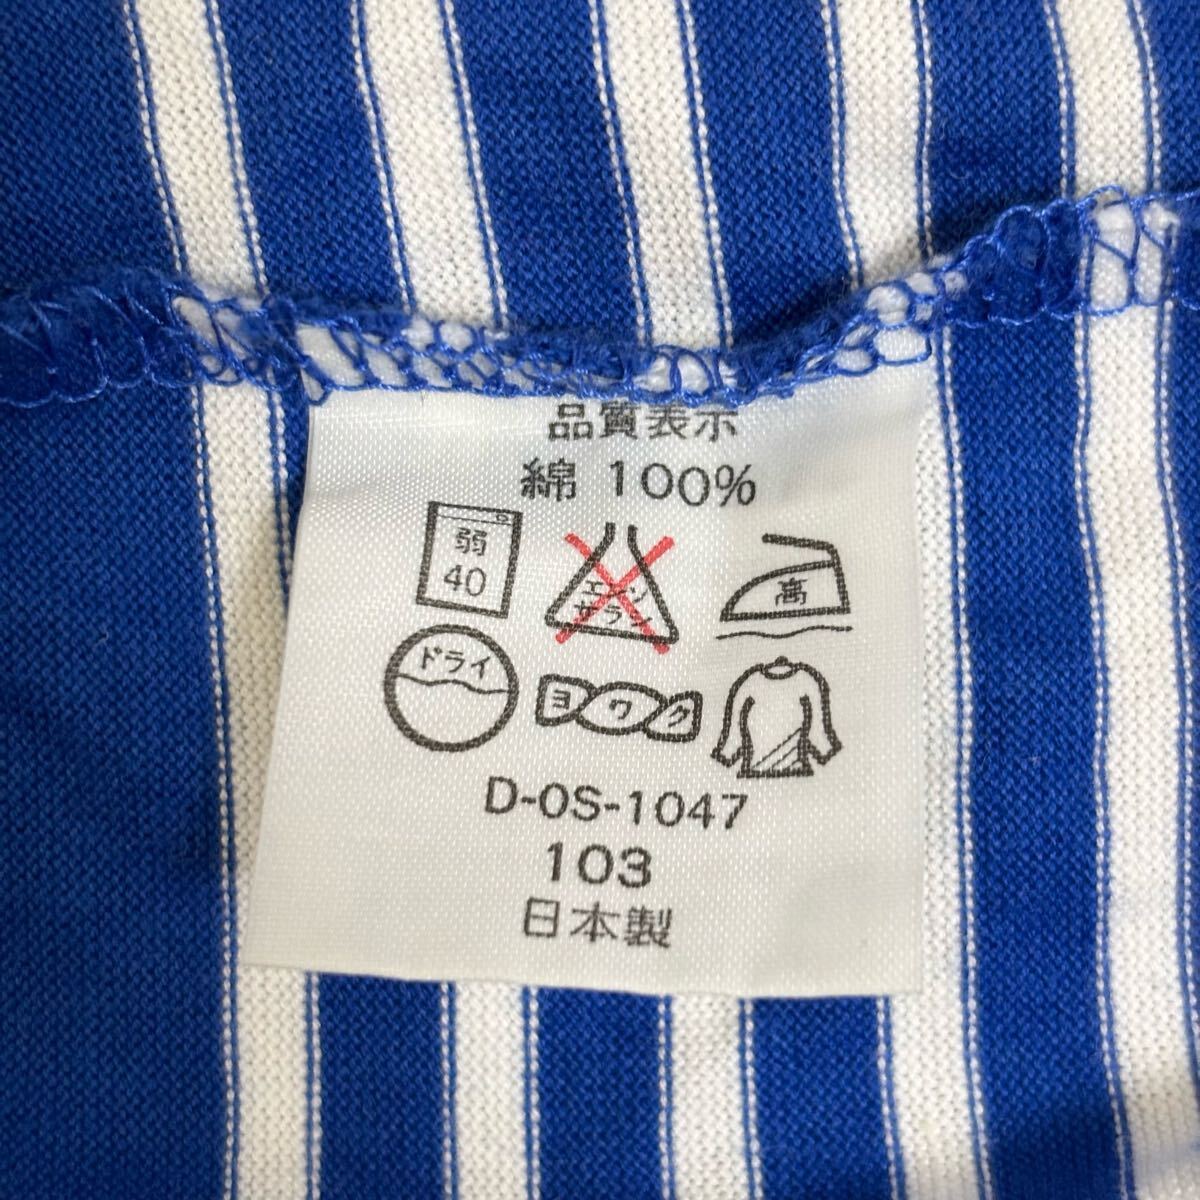 品質表示
綿 100%
弱
40
エンソ
サラシ
高
ドライ
ヨワク
D-0S-1047
103
日本製